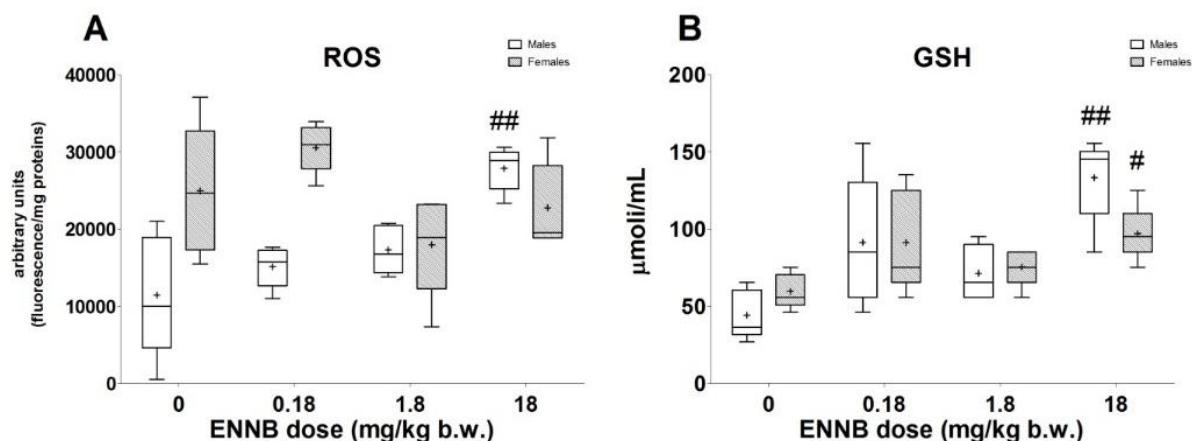 A
ROS
Males
Females
40000
30000
20000
10000
0
arbitrary units
(fluorescence/mg proteins)
##
0
0.18
1.8
18
ENNB dose (mg/kg b.w.)
B
GSH
Males
Females
200
150
100
50
0
μmoli/mL
##
#
0
0.18
1.8
18
ENNB dose (mg/kg b.w.)